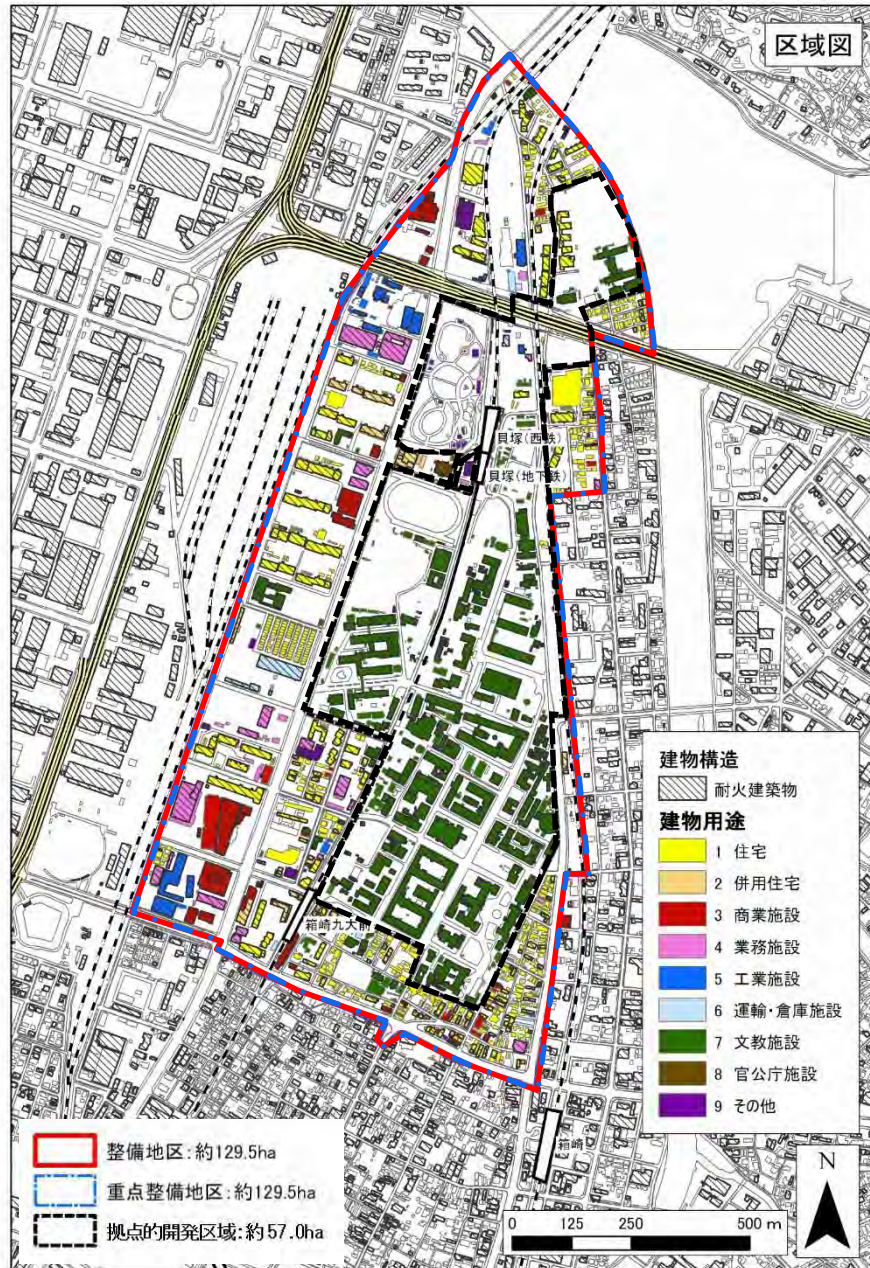 区域図
貝塚(西鉄)
貝塚(地下鉄)
箱崎九大前
箱崎
建物構造
耐火建築物
建物用途
1 住宅
2 併用住宅
3 商業施設
4 業務施設
5 工業施設
6 運輸・倉庫施設
7 文教施設
8 官公庁施設
9 その他
整備地区:約129.5ha
重点整備地区:約129.5ha
拠点的開発区域:約57.0ha
N
0 125 250 500 m